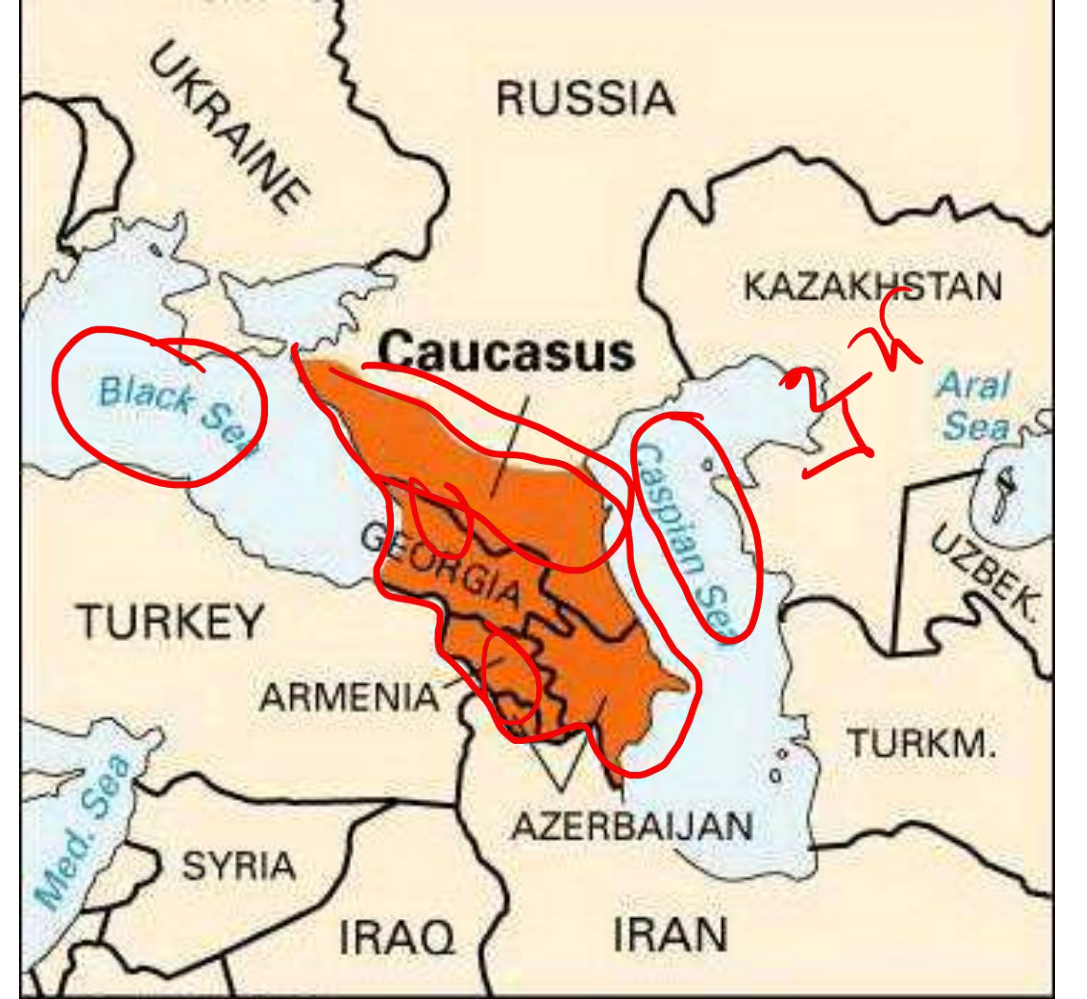 UKRAINE
RUSSIA
KAZAKHSTAN
Caucasus
Black Sea
Aral
Sea
Caspian Sea
GEORGIA
UZBEK.
TURKEY
ARMENIA
TURKM.
AZERBAIJAN
Med. Sea
SYRIA
IRAQ
IRAN